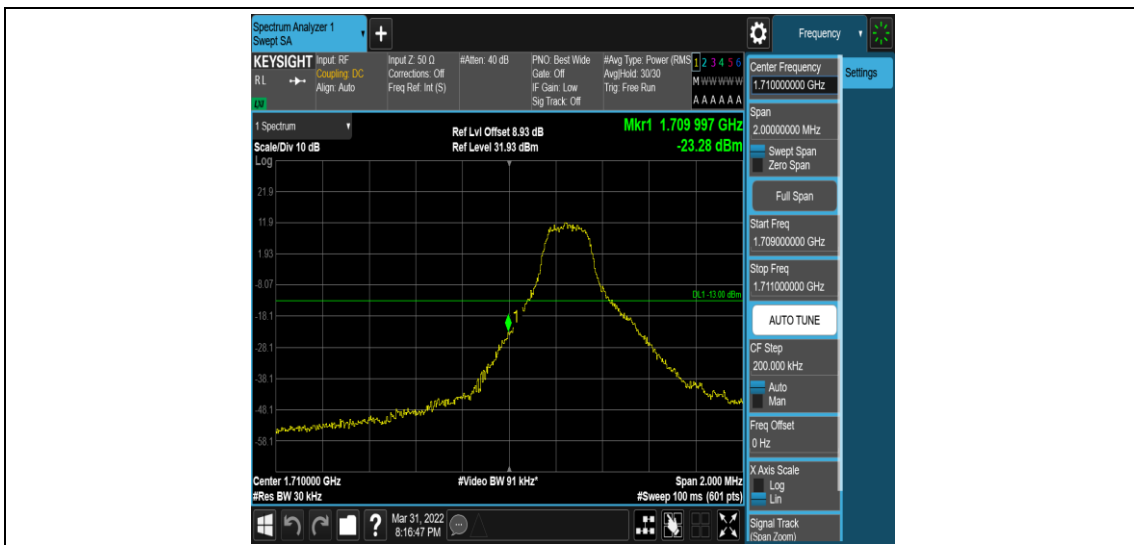 Spectrum Analyzer 1
Swept SA
+
Frequency
KEYSIGHT
RL
Input: RF
Coupling: DC
Align: Auto
Input Z: 50 Ω
Corrections: Off
Freq Ref: Int (S)
#Atten: 40 dB
PNO: Best Wide
Gate: Off
IF Gain: Low
Sig Track: Off
#Avg Type: Power (RMS
Avg|Hold: 30/30
Trig: Free Run
1 2 3 4 5 6
M W W W W W
A A A A A A
1 Spectrum
Scale/Div 10 dB
Ref Lvl Offset 8.93 dB
Ref Level 31.93 dBm
Mkr1 1.709 997 GHz
-23.28 dBm
Log
21.9
11.9
1.93
-8.07
-18.1
-28.1
-38.1
-48.1
-58.1
DL1 -13.00 dBm
1
Center 1.710000 GHz
#Res BW 30 kHz
#Video BW 91 kHz*
Span 2.000 MHz
#Sweep 100 ms (601 pts)
Center Frequency
1.710000000 GHz
Settings
Span
2.00000000 MHz
Swept Span
Zero Span
Full Span
Start Freq
1.709000000 GHz
Stop Freq
1.711000000 GHz
AUTO TUNE
CF Step
200.000 kHz
Auto
Man
Freq Offset
0 Hz
X Axis Scale
Log
Lin
Signal Track
(Span Zoom)
?
Mar 31, 2022
8:16:47 PM